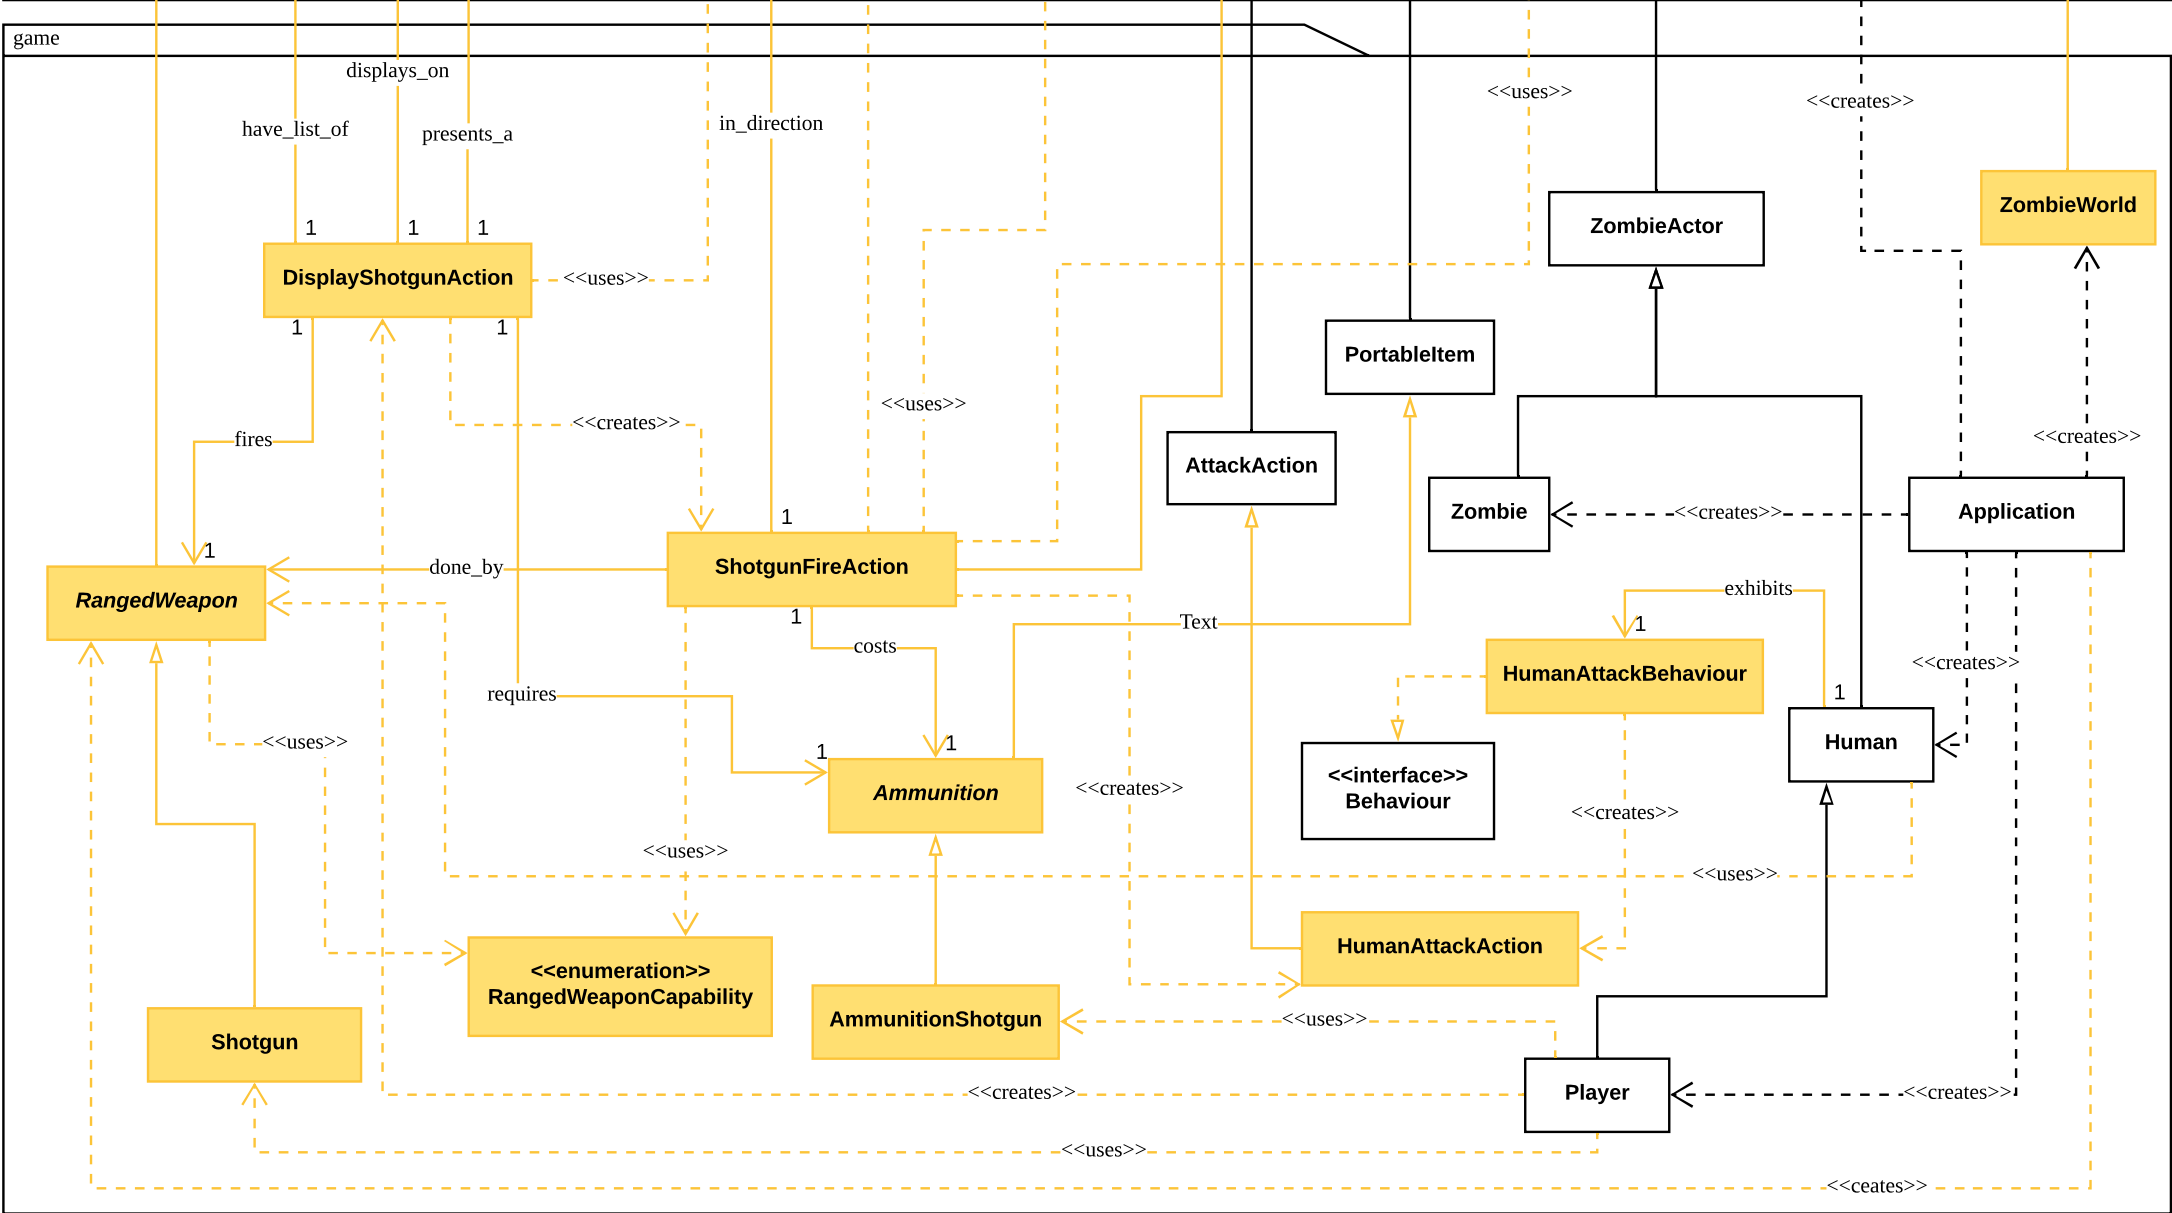 game
displays_on
<<uses>>
<<creates>>
have_list_of
presents_a
in_direction
ZombieWorld
1
1
1
ZombieActor
DisplayShotgunAction
<<uses>>
1
1
PortableItem
<<uses>>
<<creates>>
fires
<<creates>>
AttackAction
1
Zombie
<<creates>>
Application
1
done_by
ShotgunFireAction
RangedWeapon
exhibits
1
costs
Text
1
<<creates>>
HumanAttackBehaviour
requires
1
<<uses>>
1
1
Human
Ammunition
<<creates>>
<<interface>>
Behaviour
<<creates>>
<<uses>>
<<uses>>
HumanAttackAction
<<enumeration>>
RangedWeaponCapability
AmmunitionShotgun
<<uses>>
Shotgun
<<creates>>
Player
<<creates>>
<<uses>>
<<ceates>>